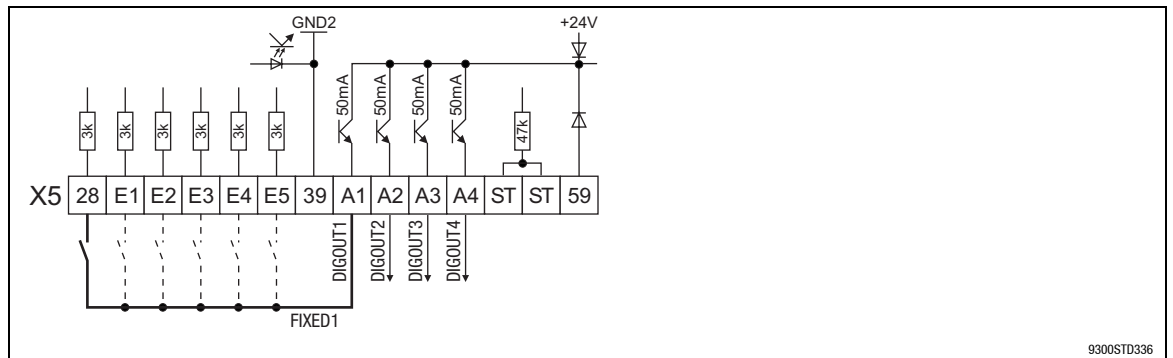 GND2
+24V
50mA
50mA
50mA
50mA
3k
3k
3k
3k
3k
3k
47k
X5 28 E1 E2 E3 E4 E5 39 A1 A2 A3 A4 ST ST 59
DIGOUT1
DIGOUT2
DIGOUT3
DIGOUT4
FIXED1
9300STD336